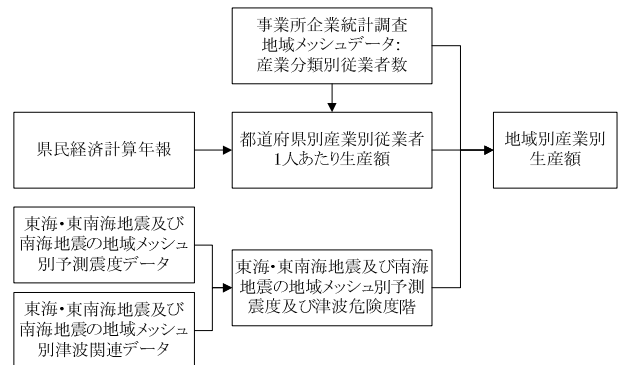 事業所企業統計調査
地域メッシュデータ:
産業分類別従業者数
県民経済計算年報
都道府県別産業別従業者
1人あたり生産額
地域別産業別
生産額
東海・東南海地震及び
南海地震の地域メッシュ
別予測震度データ
東海・東南海地震及び南海
地震の地域メッシュ別予測
震度及び津波危険度階
東海・東南海地震及び
南海地震の地域メッシュ
別津波関連データ